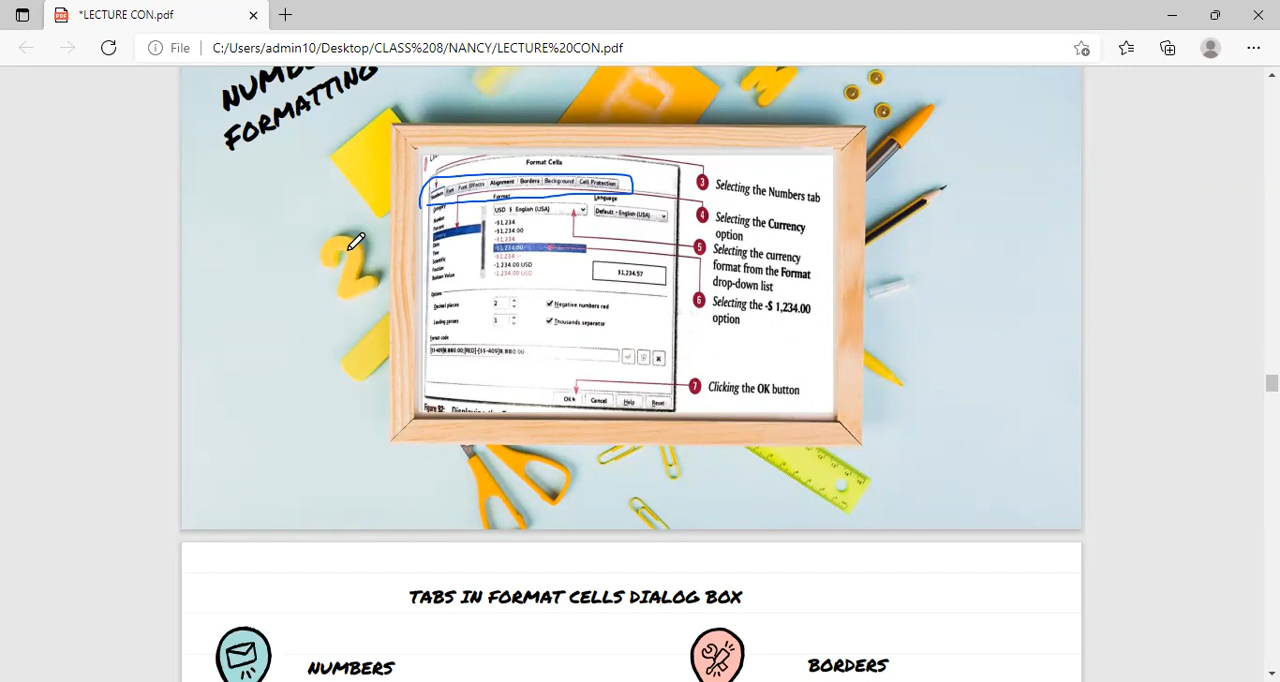 *LECTURE CON.pdf
File
C:/Users/admin10/Desktop/CLASS%208/NANCY/LECTURE%20CON.pdf
FORMATTING
Format Cells
Numbers Font Font Effects Alignment Borders Background Cell Protection
Format
Language
USD $ English (USA)
Default - English (USA)
-$1,234
-$1,234.00
-$1,234
-$1,234.00
-$1,234.--
-1,234.00 USD
-1,234.00 USD
$1,234.57
Options
Decimal places
2
Negative numbers red
Leading zeroes
1
Thousands separator
Format code
OK
Cancel
Help
Reset
3 Selecting the Numbers tab
4 Selecting the Currency
option
5 Selecting the currency
format from the Format
drop-down list
6 Selecting the -$ 1,234.00
option
7 Clicking the OK button
TABS IN FORMAT CELLS DIALOG BOX
NUMBERS
BORDERS